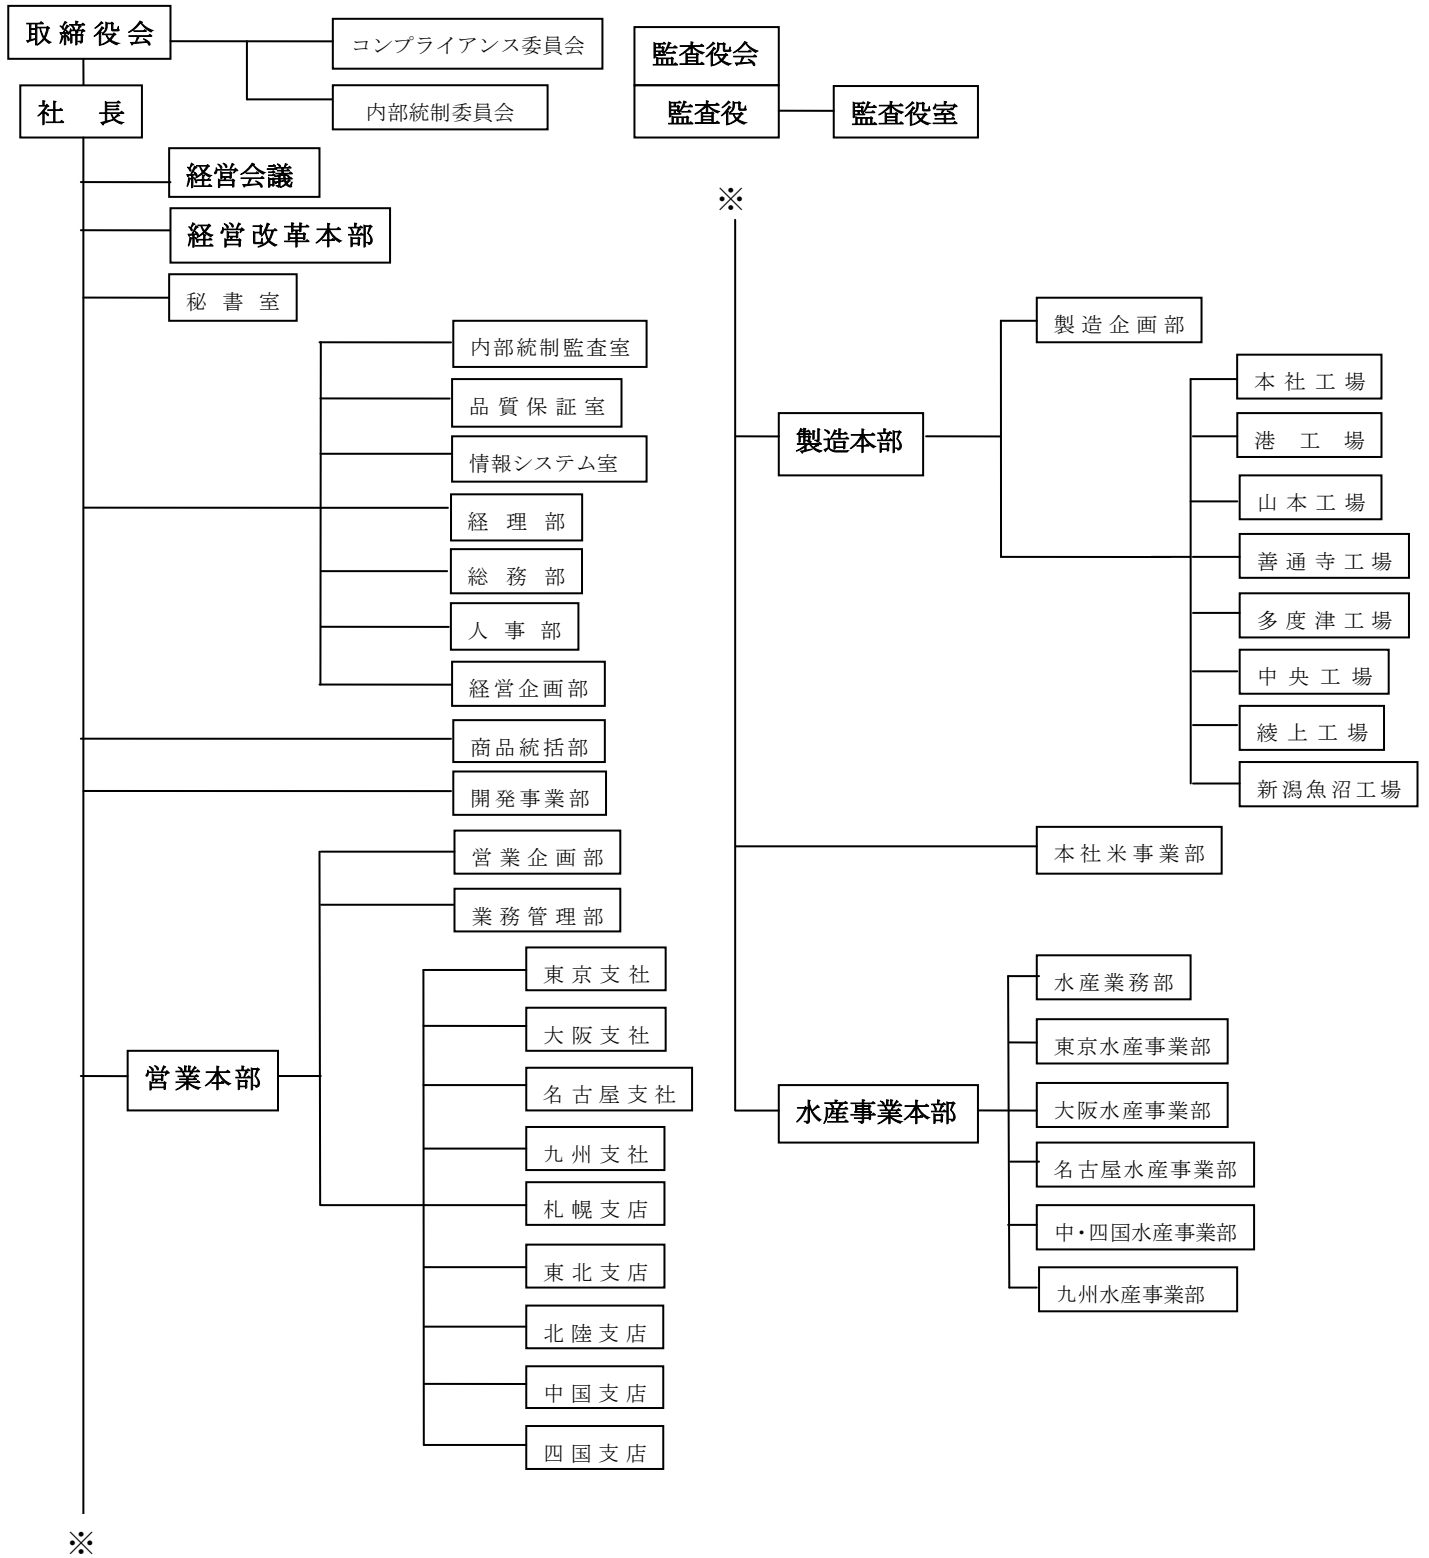 取締役会
コンプライアンス委員会
内部統制委員会
社長
監査役会
監査役
監査役室
経営会議
経営改革本部
秘書室
内部統制監査室
品質保証室
情報システム室
経理部
総務部
人事部
経営企画部
商品統括部
開発事業部
営業企画部
業務管理部
営業本部
東京支社
大阪支社
名古屋支社
九州支社
札幌支店
東北支店
北陸支店
中国支店
四国支店
※
※
製造本部
製造企画部
本社工場
港工場
山本工場
善通寺工場
多度津工場
中央工場
綾上工場
新潟魚沼工場
本社米事業部
水産事業本部
水産業務部
東京水産事業部
大阪水産事業部
名古屋水産事業部
中・四国水産事業部
九州水産事業部